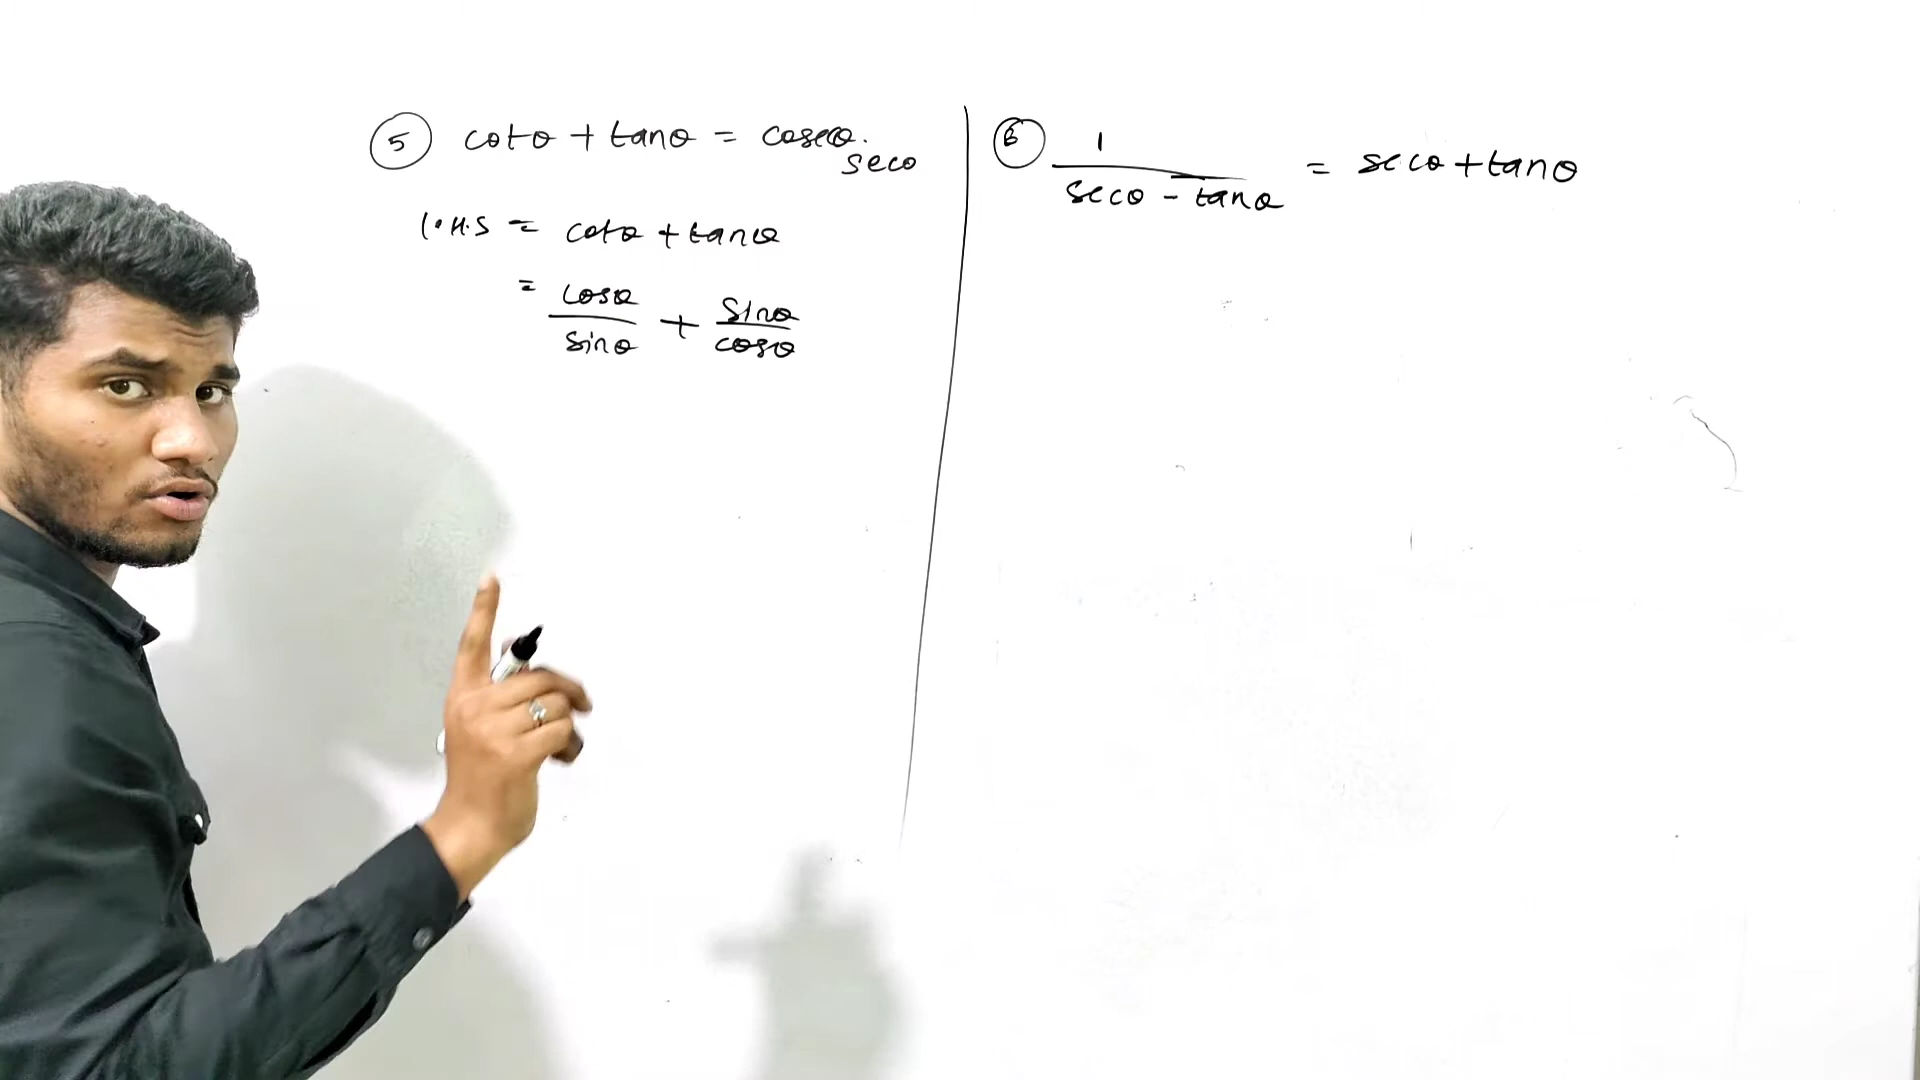 5 cotθ + tanθ = cosecθ.
secθ
L.H.S = cotθ + tanθ
= cosθ/sinθ + sinθ/cosθ
6 1/(secθ - tanθ) = secθ + tanθ